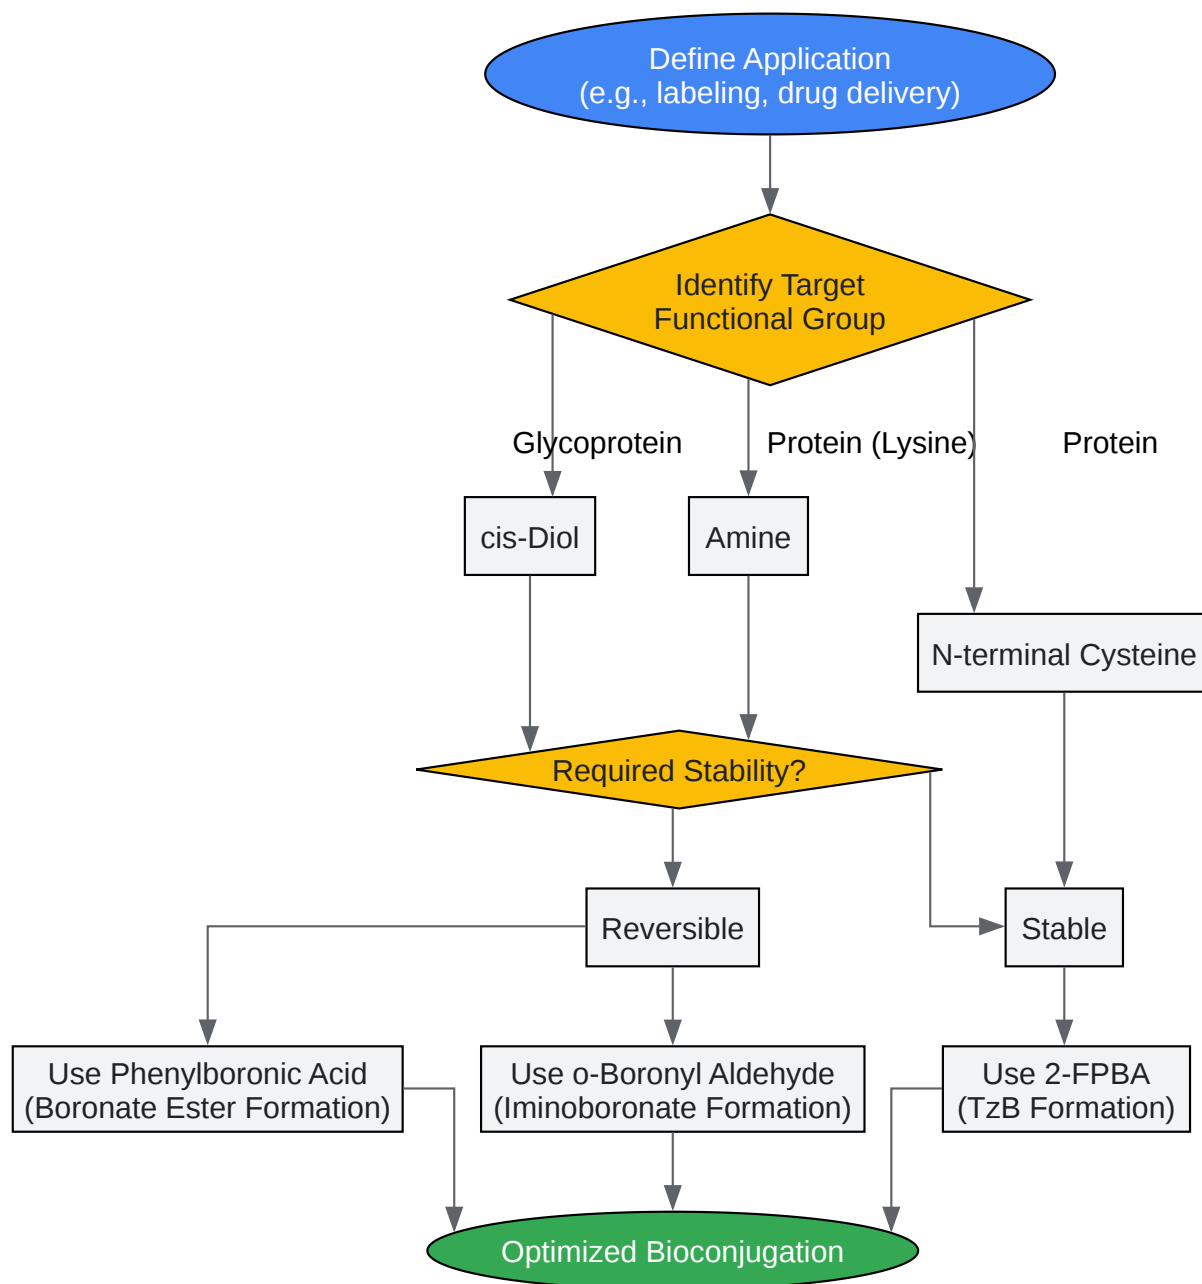 Define Application
(e.g., labeling, drug delivery)
Identify Target
Functional Group
Glycoprotein
Protein (Lysine)
Protein
cis-Diol
Amine
N-terminal Cysteine
Required Stability?
Reversible
Stable
Use Phenylboronic Acid
(Boronate Ester Formation)
Use o-Boronyl Aldehyde
(Iminoboronate Formation)
Use 2-FPBA
(TzB Formation)
Optimized Bioconjugation